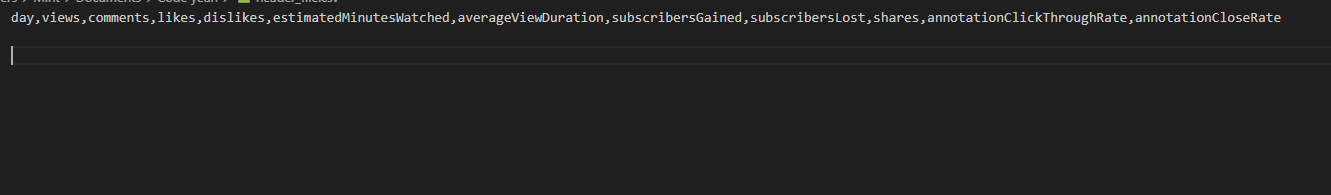 day,views,comments,likes,dislikes,estimatedMinutesWatched,averageViewDuration,subscribersGained,subscribersLost,shares,annotationClickThroughRate,annotationCloseRate